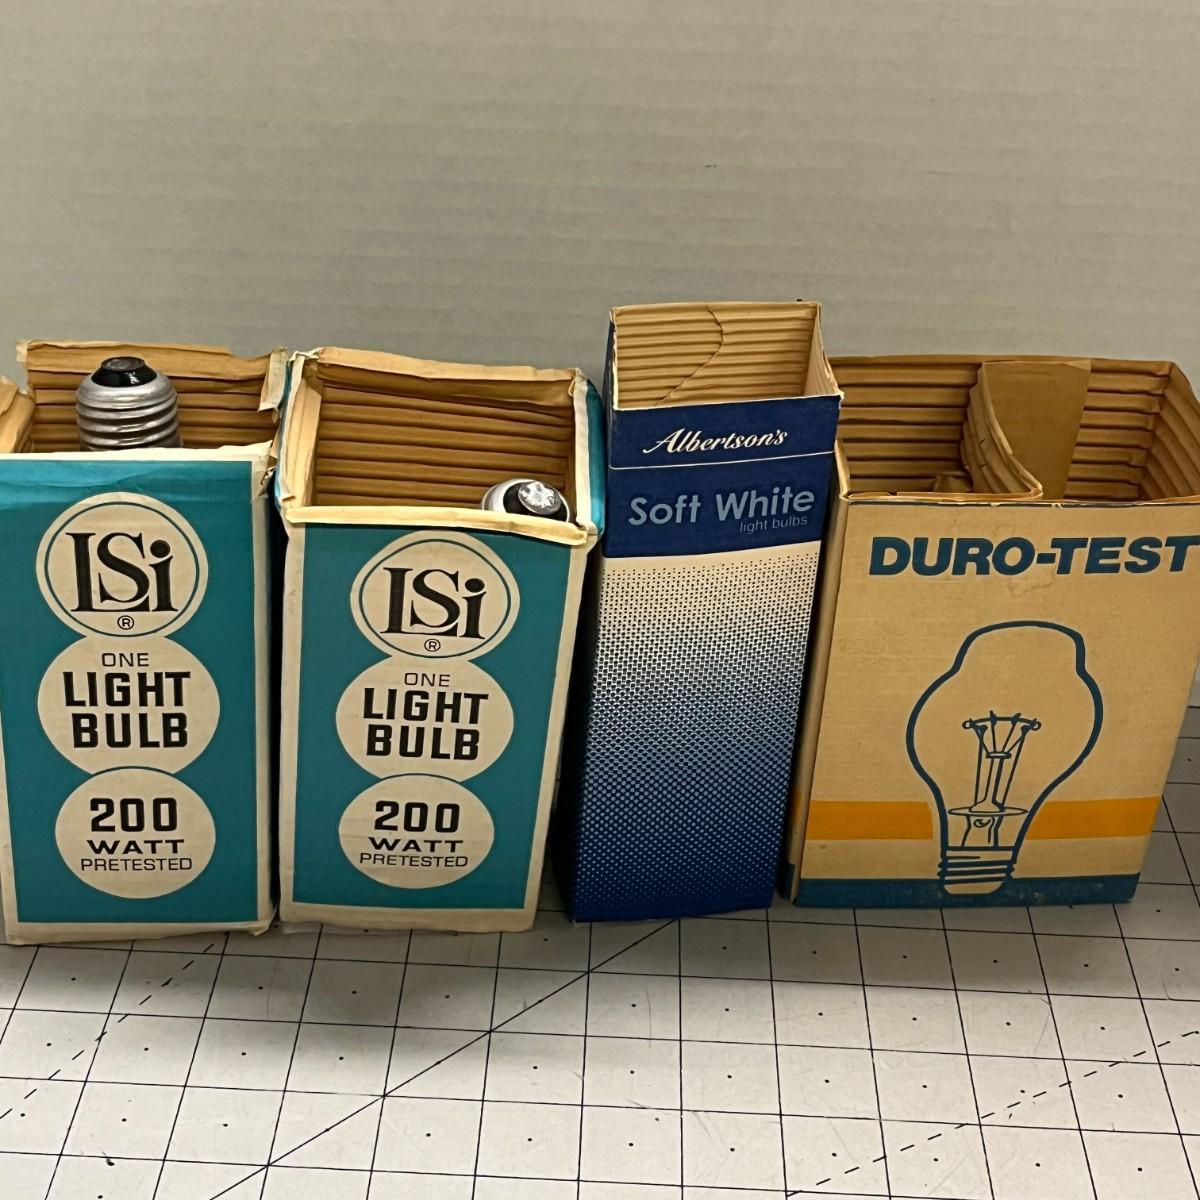 LSi
®
ONE
LIGHT
BULB
200
WATT
PRETESTED
LSi
®
ONE
LIGHT
BULB
200
WATT
PRETESTED
Albertson's
Soft White
light bulbs
DURO-TEST